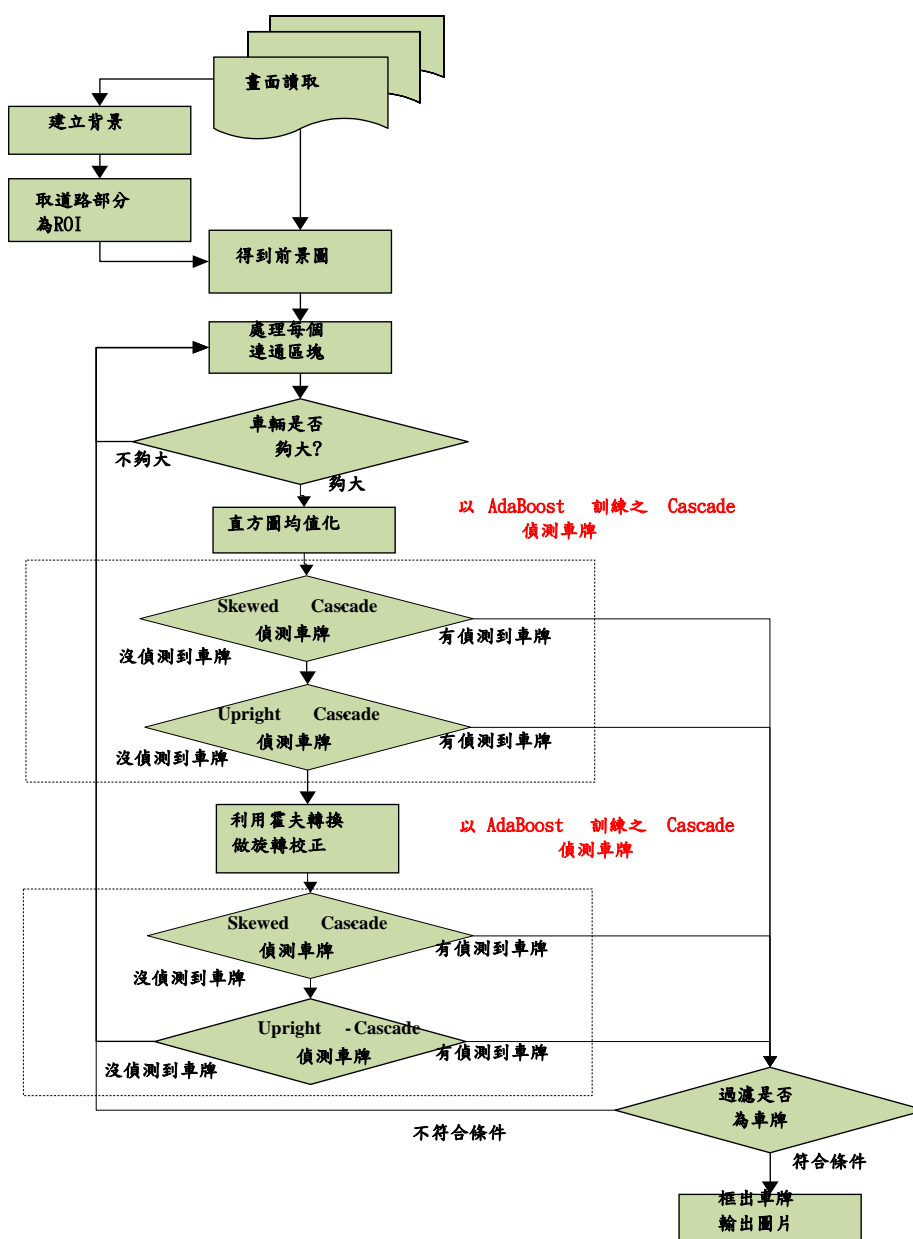 畫面讀取
建立背景
取道路部分
為ROI
得到前景圖
處理每個
連通區塊
車輛是否
夠大?
不夠大
夠大
直方圖均值化
以 AdaBoost 訓練之 Cascade
偵測車牌
Skewed Cascade
偵測車牌
沒偵測到車牌
有偵測到車牌
Upright Cascade
偵測車牌
沒偵測到車牌
有偵測到車牌
利用霍夫轉換
做旋轉校正
以 AdaBoost 訓練之 Cascade
偵測車牌
Skewed Cascade
偵測車牌
沒偵測到車牌
有偵測到車牌
Upright -Cascade
偵測車牌
沒偵測到車牌
有偵測到車牌
過濾是否
為車牌
不符合條件
符合條件
框出車牌
輸出圖片